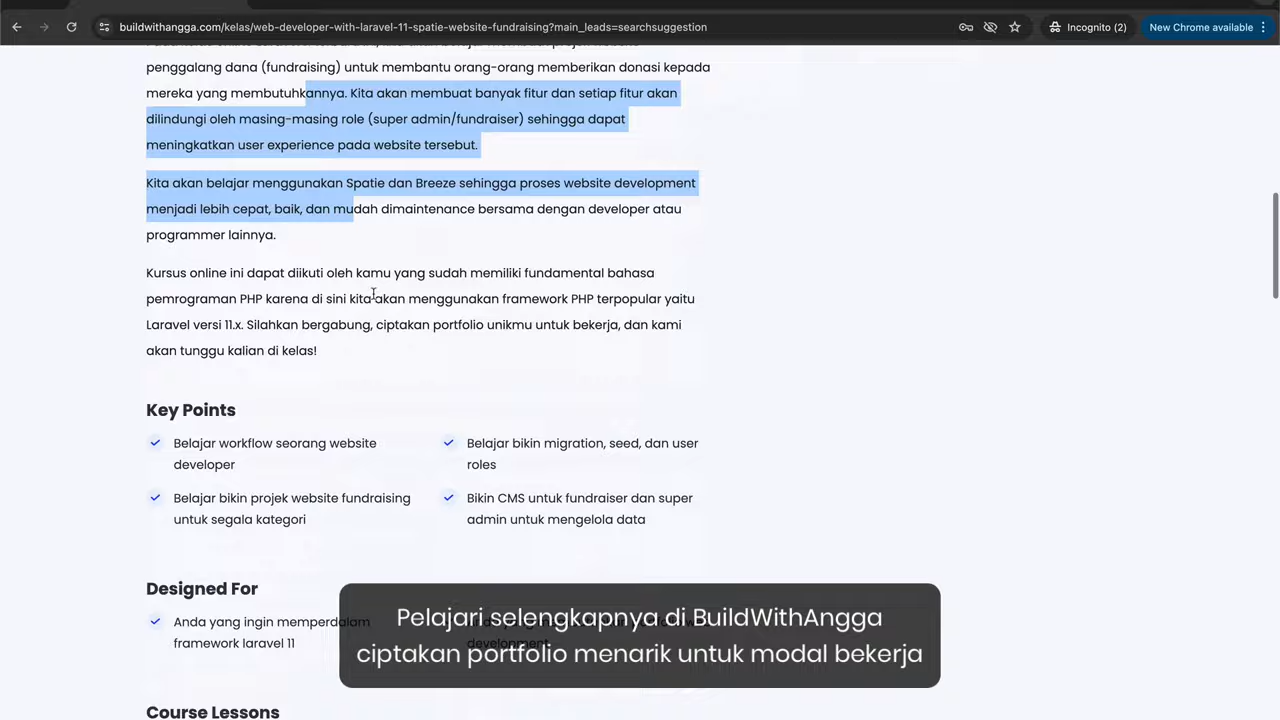 buildwithangga.com/kelas/web-developer-with-laravel-11-spatie-website-fundraising?main_leads=searchsuggestion
Incognito (2)
New Chrome available
penggalang dana (fundraising) untuk membantu orang-orang memberikan donasi kepada
mereka yang membutuhkannya. Kita akan membuat banyak fitur dan setiap fitur akan
dilindungi oleh masing-masing role (super admin/fundraiser) sehingga dapat
meningkatkan user experience pada website tersebut.
Kita akan belajar menggunakan Spatie dan Breeze sehingga proses website development
menjadi lebih cepat, baik, dan mudah dimaintenance bersama dengan developer atau
programmer lainnya.
Kursus online ini dapat diikuti oleh kamu yang sudah memiliki fundamental bahasa
pemrograman PHP karena di sini kita akan menggunakan framework PHP terpopular yaitu
Laravel versi 11.x. Silahkan bergabung, ciptakan portfolio unikmu untuk bekerja, dan kami
akan tunggu kalian di kelas!
Key Points
Belajar workflow seorang website
developer
Belajar bikin migration, seed, dan user
roles
Belajar bikin projek website fundraising
untuk segala kategori
Bikin CMS untuk fundraiser dan super
admin untuk mengelola data
Designed For
Anda yang ingin memperdalam
framework laravel 11
Pelajari selengkapnya di BuildWithAngga
ciptakan portfolio menarik untuk modal bekerja
Course Lessons